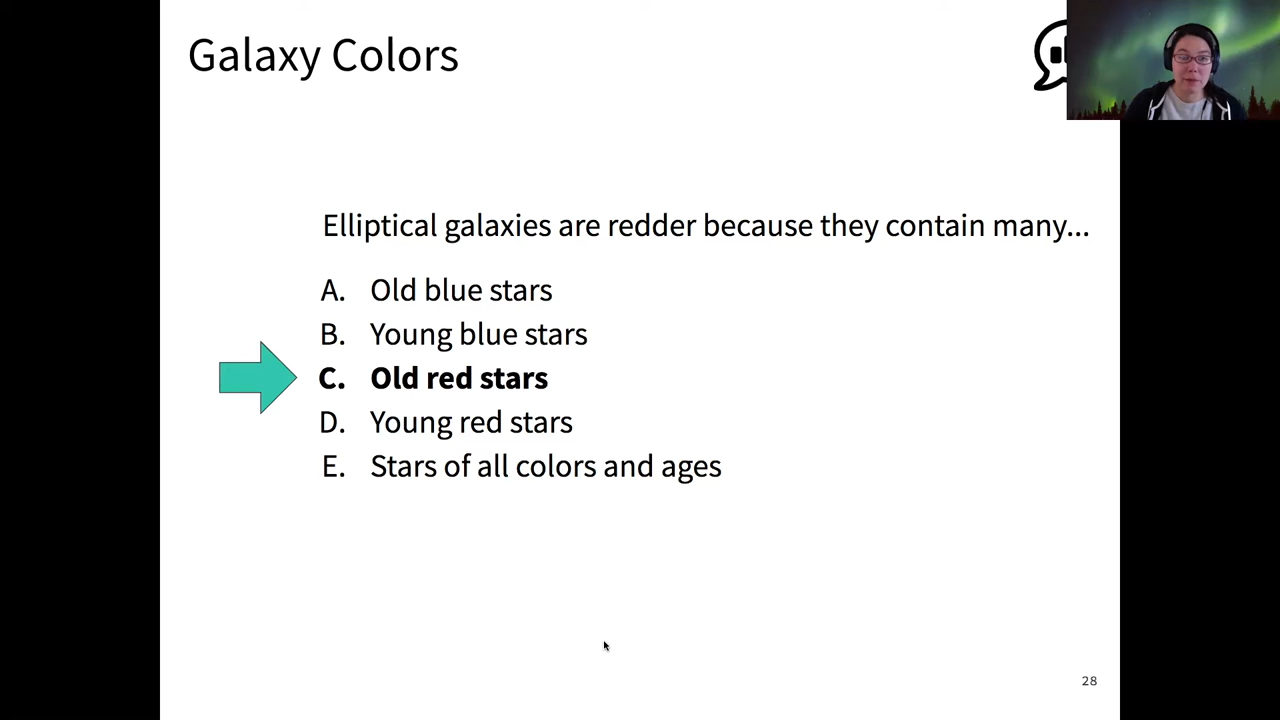 Galaxy Colors
Elliptical galaxies are redder because they contain many...
A. Old blue stars
B. Young blue stars
C. Old red stars
D. Young red stars
E. Stars of all colors and ages
28